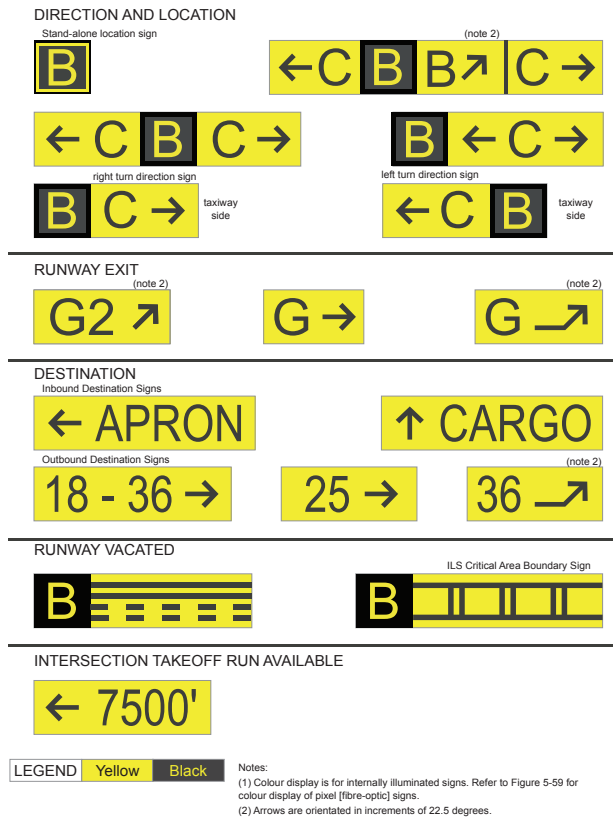 DIRECTION AND LOCATION
Stand-alone location sign
(note 2)
B
←C B B↗ C→
← C B C →
B ← C →
right turn direction sign
left turn direction sign
B C →
taxiway
side
← C B
taxiway
side
RUNWAY EXIT
(note 2)
(note 2)
G2 ↗
G →
G
DESTINATION
Inbound Destination Signs
← APRON
↑ CARGO
Outbound Destination Signs
(note 2)
18 - 36 →
25 →
36
RUNWAY VACATED
ILS Critical Area Boundary Sign
B
B
INTERSECTION TAKEOFF RUN AVAILABLE
← 7500'
LEGEND Yellow Black
Notes:
(1) Colour display is for internally illuminated signs. Refer to Figure 5-59 for
colour display of pixel [fibre-optic] signs.
(2) Arrows are orientated in increments of 22.5 degrees.